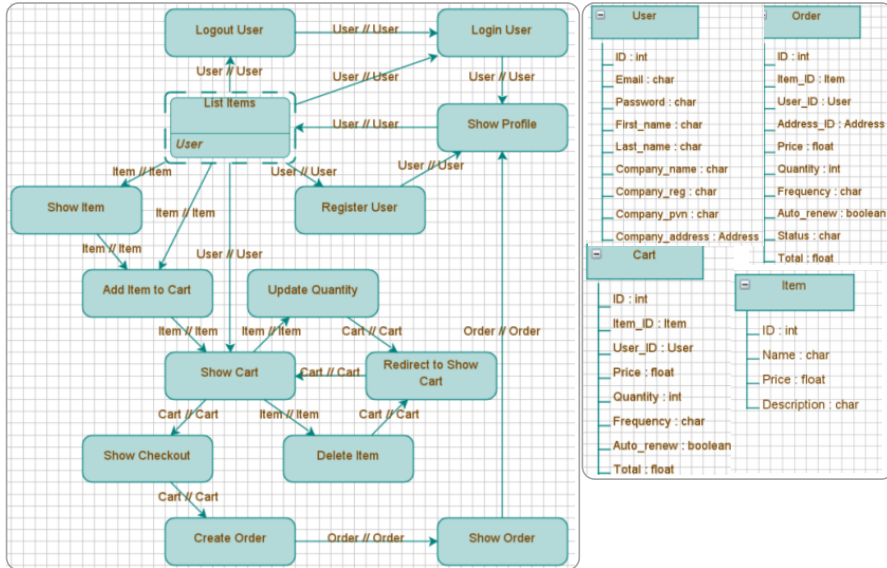 Logout User
User // User
Login User
User // User
User // User
User // User
List Items
User
User // User
Show Profile
Item // Item
User // User
User // User
Show Item
Item // Item
Register User
Item // Item
User // User
Add Item to Cart
Update Quantity
Item // Item
Item // Item
Cart // Cart
Order // Order
Show Cart
Cart // Cart
Redirect to Show
Cart
Cart // Cart
Item // Item
Cart // Cart
Show Checkout
Delete Item
Cart // Cart
Create Order
Order // Order
Show Order
User
ID : int
Email : char
Password : char
First_name : char
Last_name : char
Company_name : char
Company_reg : char
Company_pvn : char
Company_address : Address
Order
ID : int
Item_ID : Item
User_ID : User
Address_ID : Address
Price : float
Quantity : int
Frequency : char
Auto_renew : boolean
Status : char
Total : float
Cart
ID : int
Item_ID : Item
User_ID : User
Price : float
Quantity : int
Frequency : char
Auto_renew : boolean
Total : float
Item
ID : int
Name : char
Price : float
Description : char